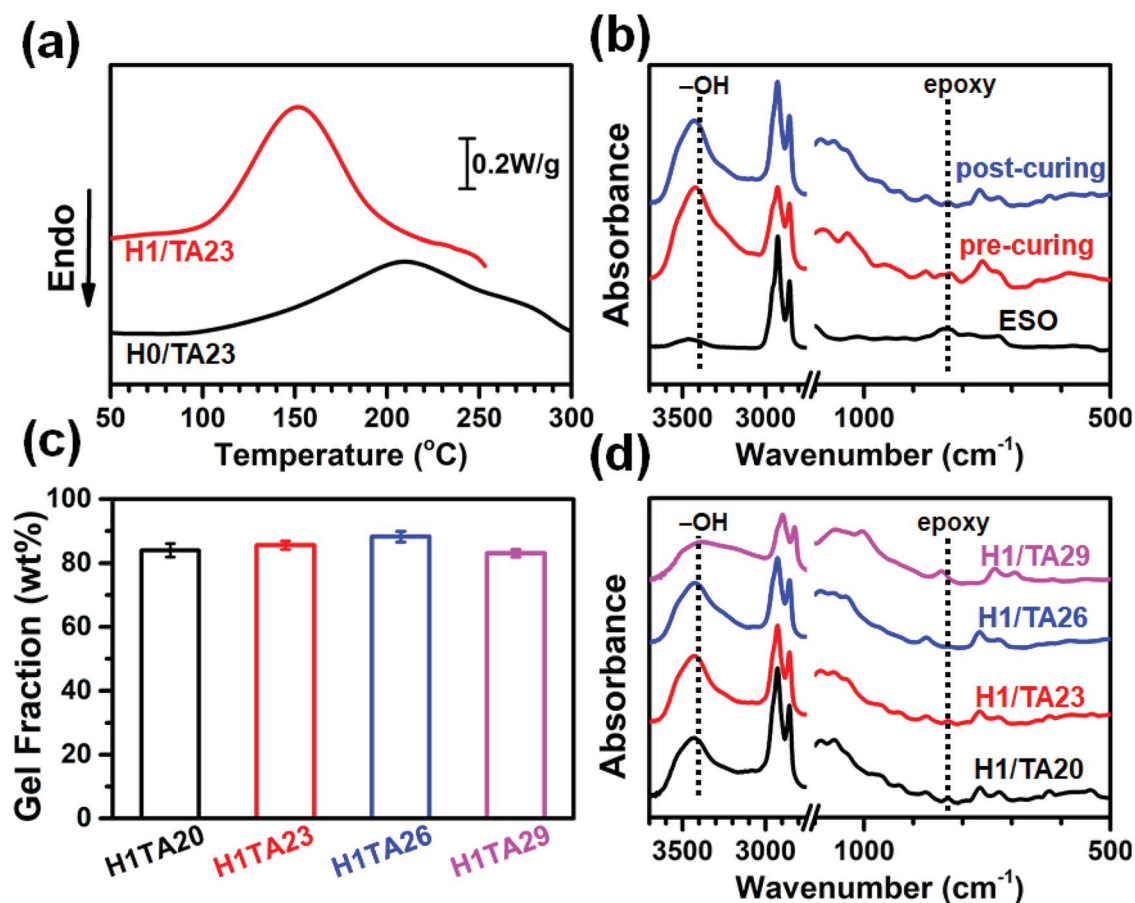 (a)
Endo
H1/TA23
H0/TA23
0.2W/g
50 100 150 200 250 300
Temperature (°C)
(b)
Absorbance
–OH
epoxy
post-curing
pre-curing
ESO
3500 3000 1000 500
Wavenumber (cm⁻¹)
(c)
Gel Fraction (wt%)
100
80
60
40
20
0
H1TA20 H1TA23 H1TA26 H1TA29
(d)
Absorbance
–OH
epoxy
H1/TA29
H1/TA26
H1/TA23
H1/TA20
3500 3000 1000 500
Wavenumber (cm⁻¹)